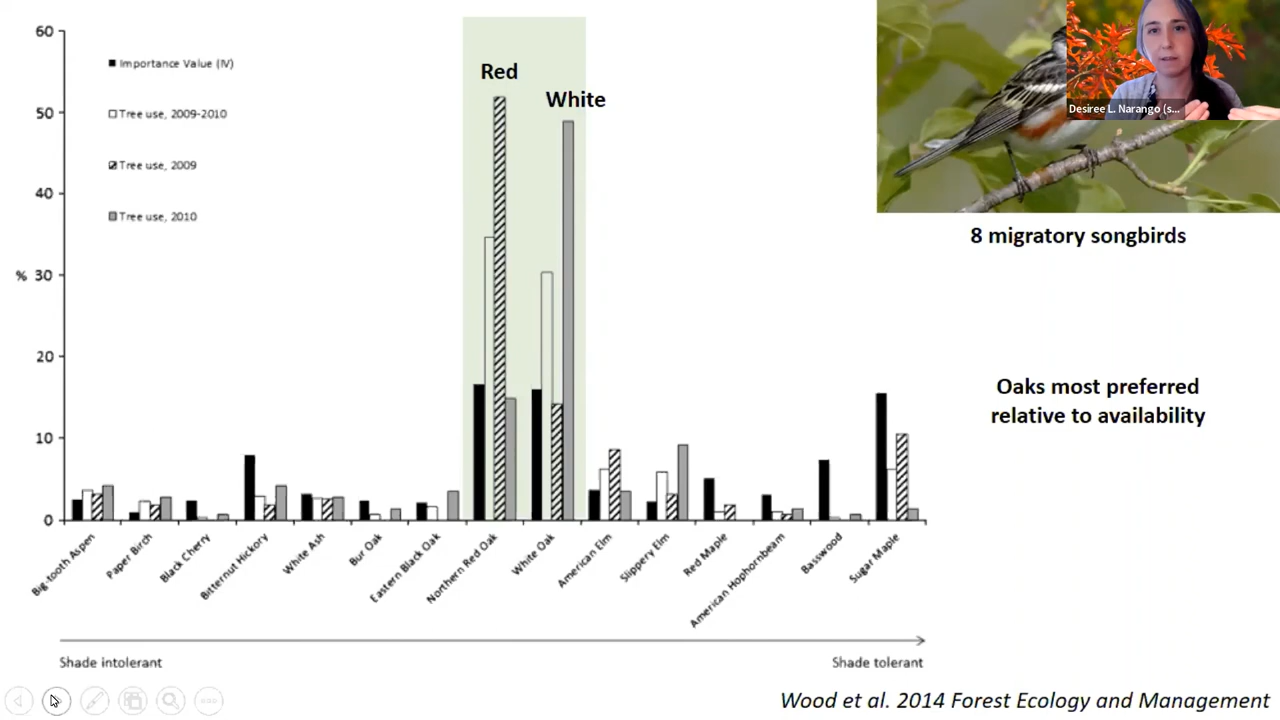 60
50
40
% 30
20
10
0
Importance Value (IV)
Tree use, 2009-2010
Tree use, 2009
Tree use, 2010
Red
White
Big-tooth Aspen
Paper Birch
Black Cherry
Bitternut Hickory
White Ash
Bur Oak
Eastern Black Oak
Northern Red Oak
White Oak
American Elm
Slippery Elm
Red Maple
American Hophornbeam
Basswood
Sugar Maple
Shade intolerant
Shade tolerant
Desiree L. Narango (s...
8 migratory songbirds
Oaks most preferred
relative to availability
Wood et al. 2014 Forest Ecology and Management